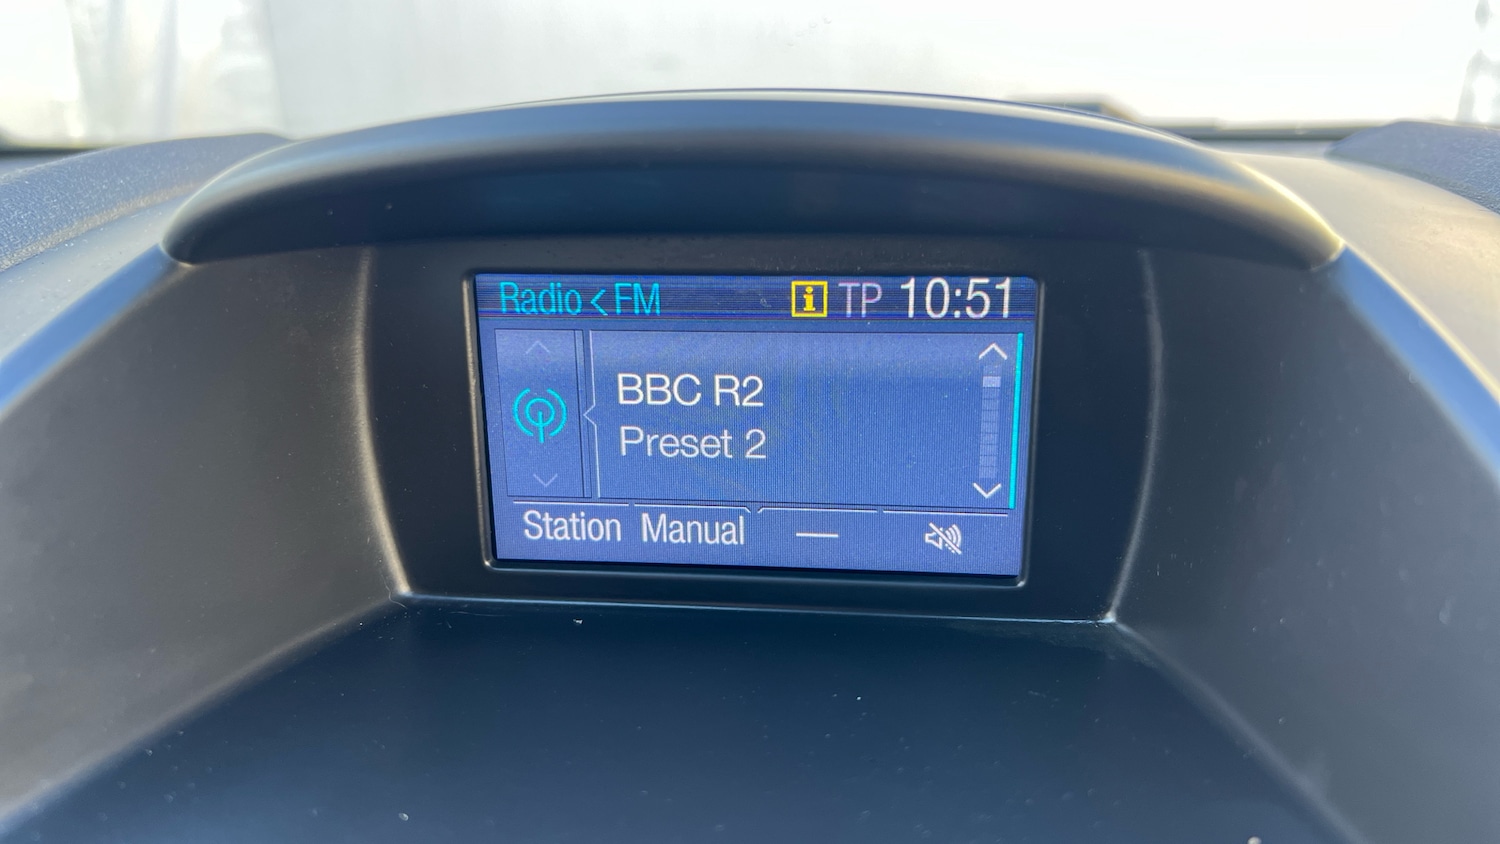 Radio < FM i TP 10:51
BBC R2
Preset 2
Station Manual —